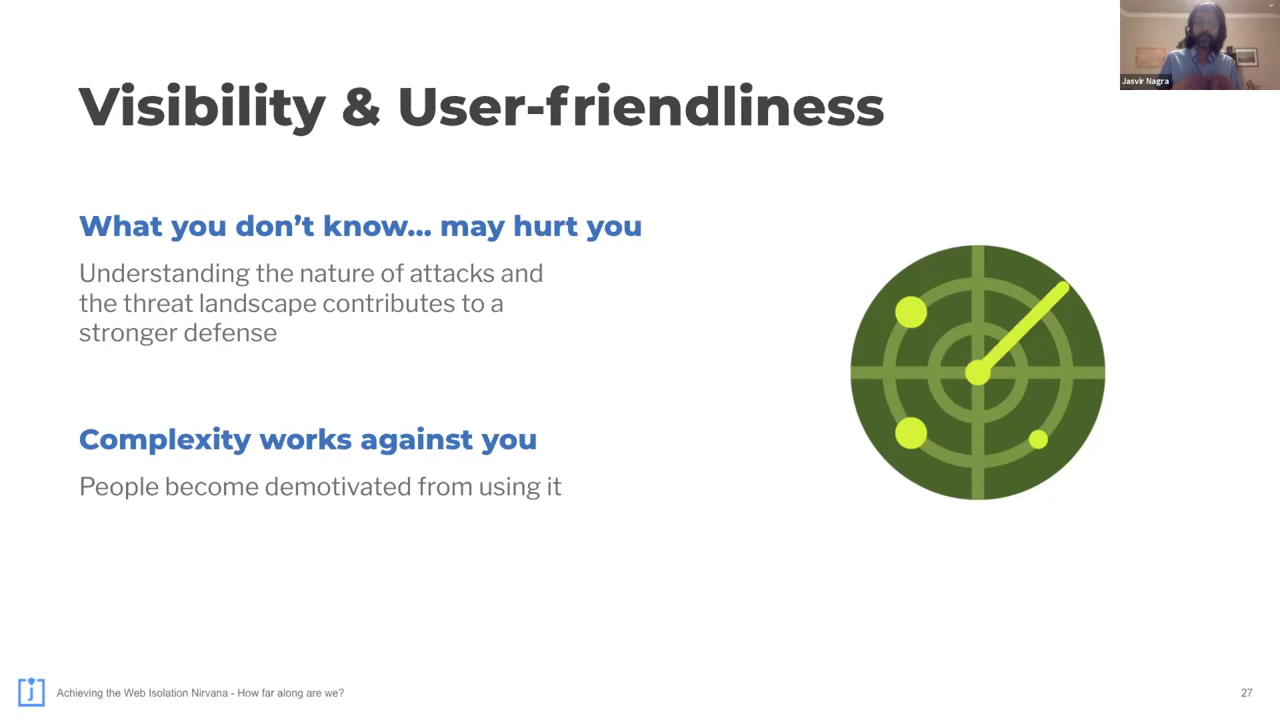 Jasvir Nagra
Visibility & User-friendliness
What you don’t know... may hurt you
Understanding the nature of attacks and
the threat landscape contributes to a
stronger defense
Complexity works against you
People become demotivated from using it
j
Achieving the Web Isolation Nirvana - How far along are we?
27